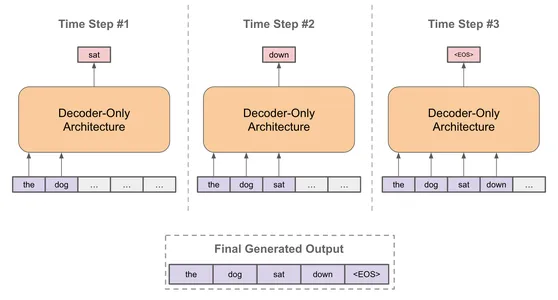 Time Step #1
Time Step #2
Time Step #3
sat
down
<EOS>
Decoder-Only
Architecture
Decoder-Only
Architecture
Decoder-Only
Architecture
the dog ... ... ...
the dog sat ... ...
the dog sat down ...
Final Generated Output
the dog sat down <EOS>